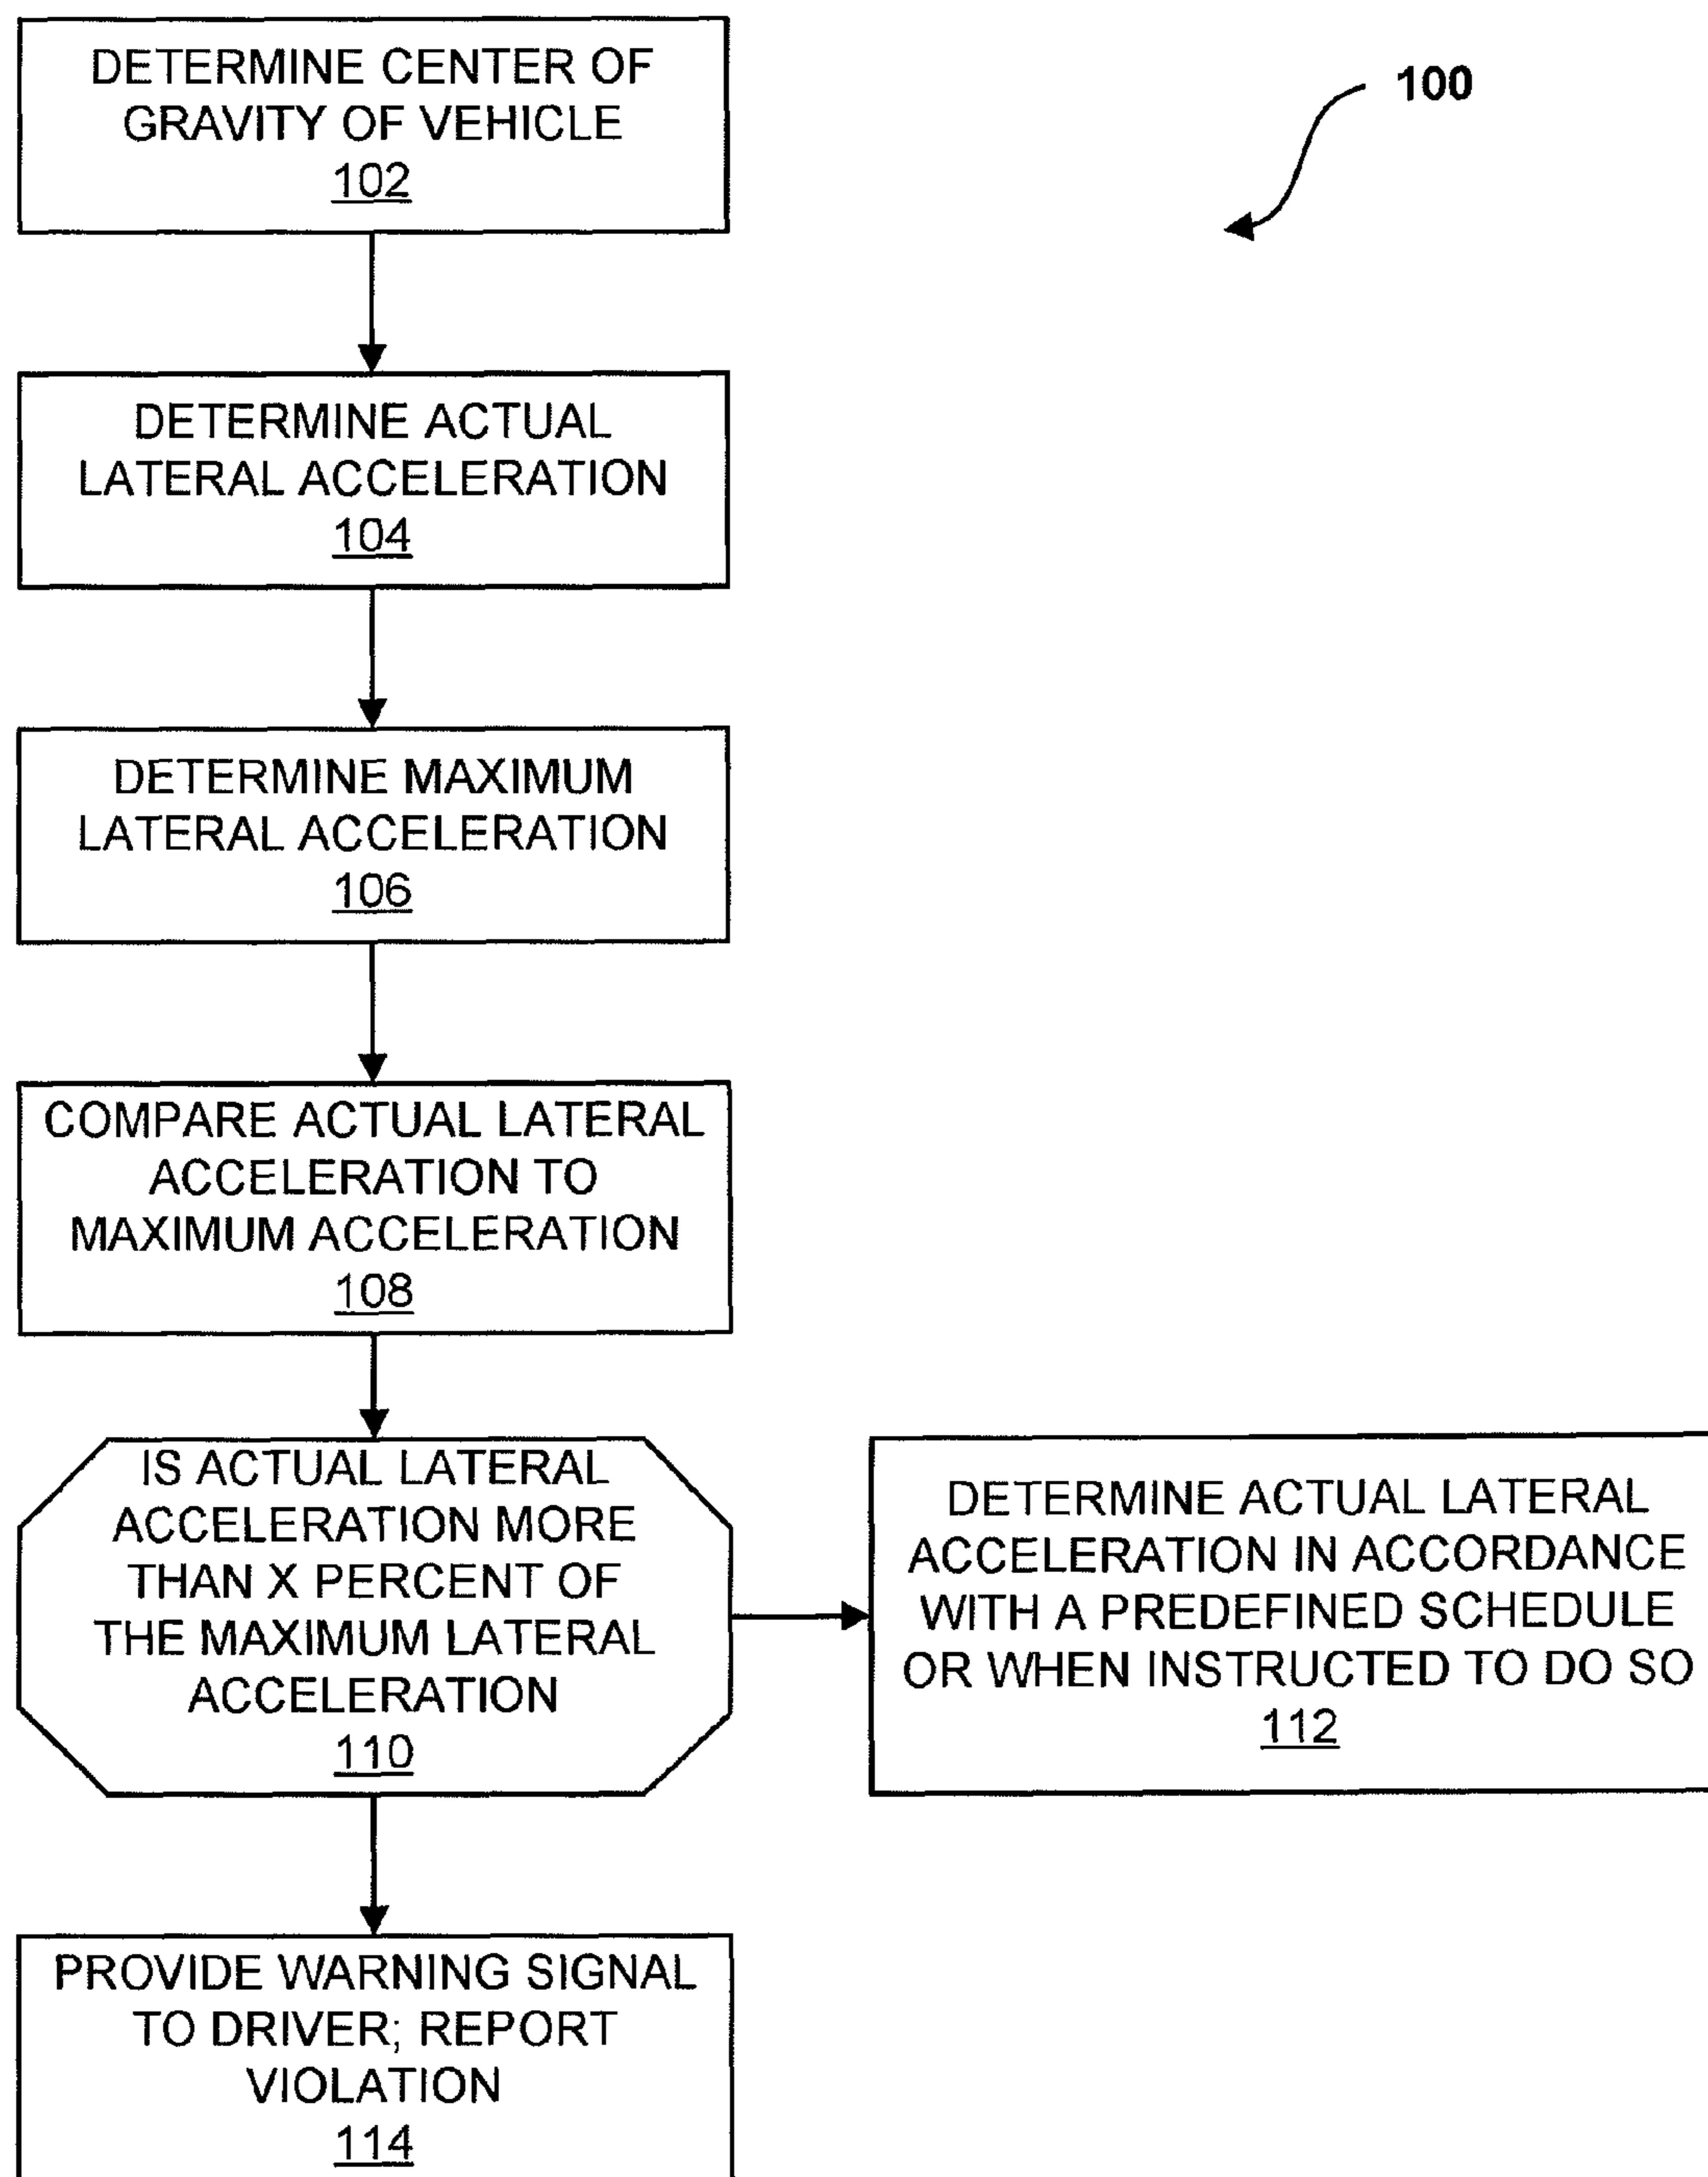 DETERMINE CENTER OF
GRAVITY OF VEHICLE
102
100
DETERMINE ACTUAL
LATERAL ACCELERATION
104
DETERMINE MAXIMUM
LATERAL ACCELERATION
106
COMPARE ACTUAL LATERAL
ACCELERATION TO
MAXIMUM ACCELERATION
108
IS ACTUAL LATERAL
ACCELERATION MORE
THAN X PERCENT OF
THE MAXIMUM LATERAL
ACCELERATION
110
DETERMINE ACTUAL LATERAL
ACCELERATION IN ACCORDANCE
WITH A PREDEFINED SCHEDULE
OR WHEN INSTRUCTED TO DO SO
112
PROVIDE WARNING SIGNAL
TO DRIVER; REPORT
VIOLATION
114